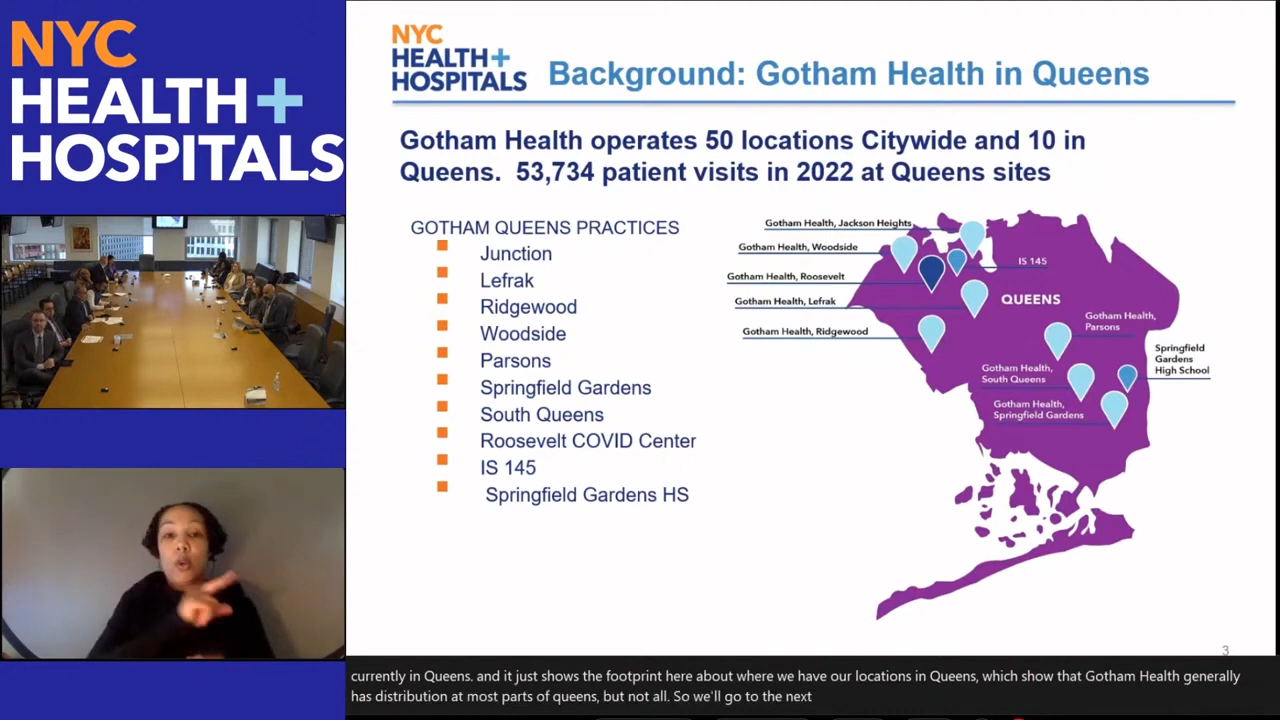 NYC
HEALTH+
HOSPITALS
NYC
HEALTH+
HOSPITALS
Background: Gotham Health in Queens
Gotham Health operates 50 locations Citywide and 10 in
Queens. 53,734 patient visits in 2022 at Queens sites
GOTHAM QUEENS PRACTICES
Junction
Lefrak
Ridgewood
Woodside
Parsons
Springfield Gardens
South Queens
Roosevelt COVID Center
IS 145
Springfield Gardens HS
Gotham Health, Jackson Heights
Gotham Health, Woodside
IS 145
Gotham Health, Roosevelt
Gotham Health, Lefrak
QUEENS
Gotham Health, Ridgewood
Gotham Health,
Parsons
Springfield
Gardens
High School
Gotham Health,
South Queens
Gotham Health,
Springfield Gardens
3
currently in Queens. and it just shows the footprint here about where we have our locations in Queens, which show that Gotham Health generally
has distribution at most parts of queens, but not all. So we'll go to the next